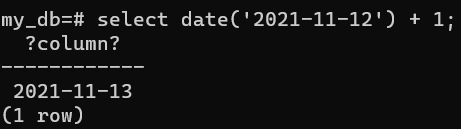 my_db=# select date('2021-11-12') + 1;
  ?column?
------------
 2021-11-13
(1 row)